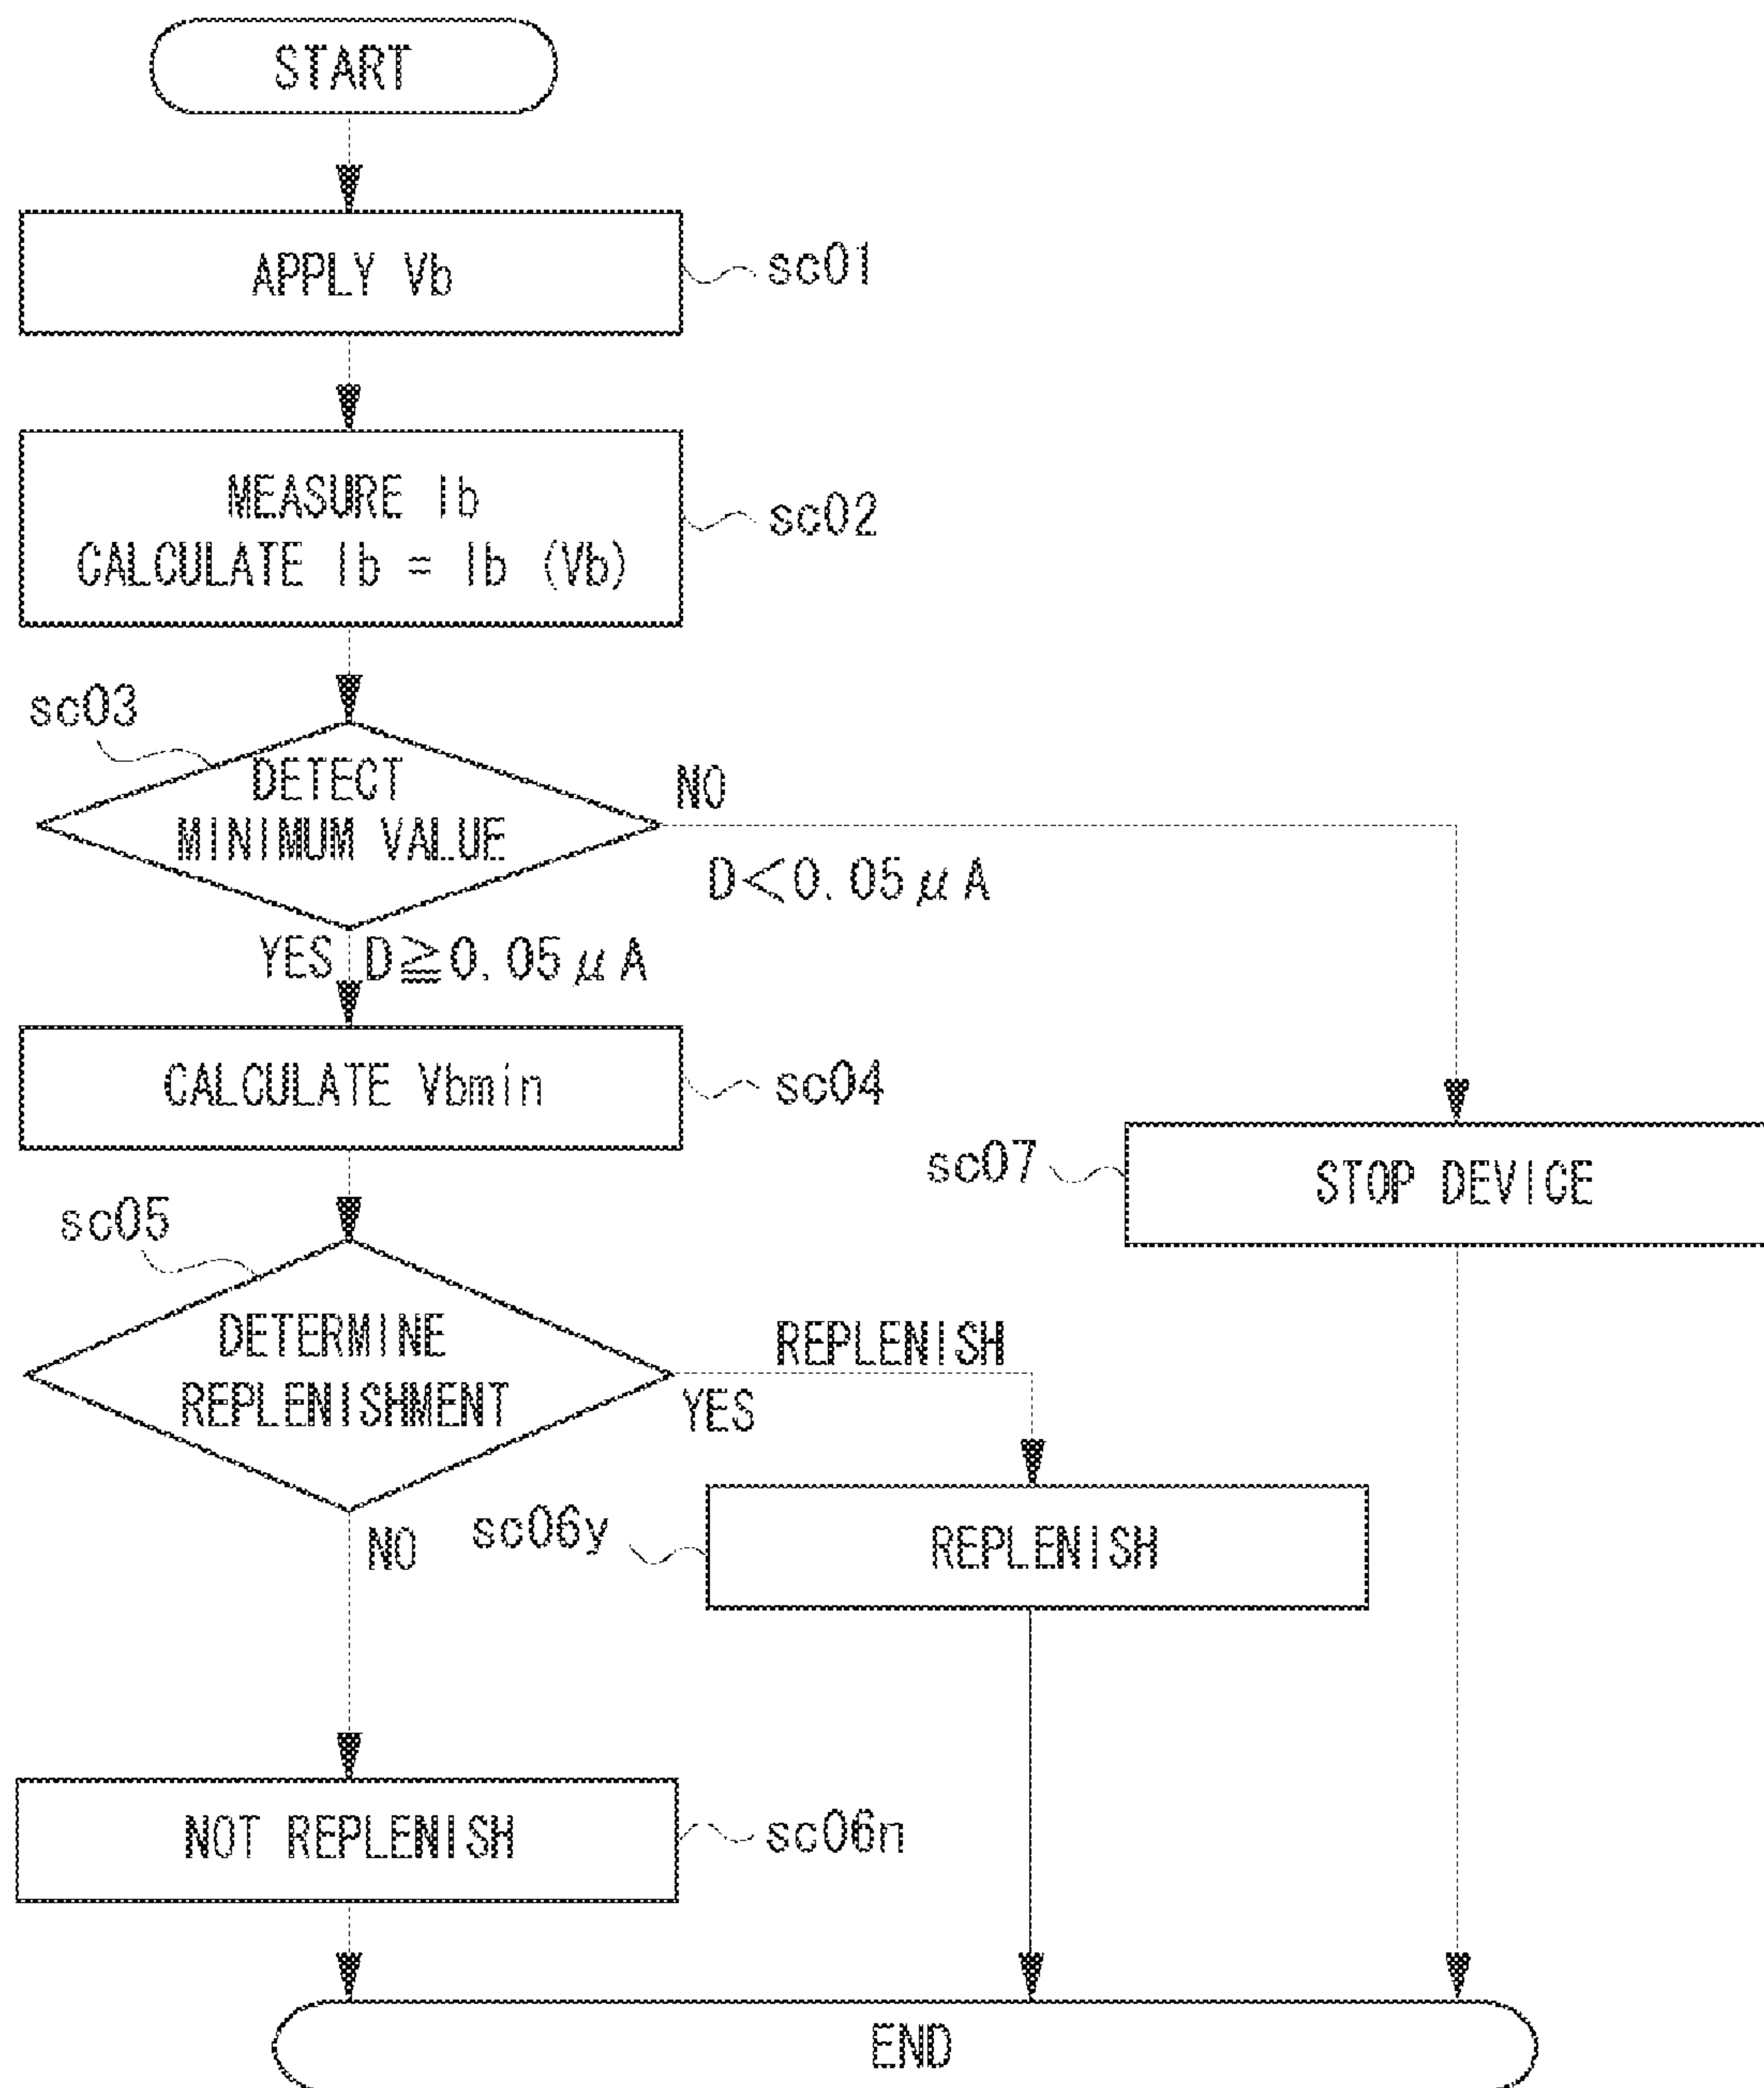 START
APPLY Vb
sc01
MEASURE Ib
CALCULATE Ib = Ib (Vb)
sc02
sc03
DETECT
MINIMUM VALUE
NO
D<0.05μA
YES D≧0.05μA
CALCULATE Vbmin
sc04
sc07
STOP DEVICE
sc05
DETERMINE
REPLENISHMENT
REPLENISH
YES
NO
sc06y
REPLENISH
NOT REPLENISH
sc06n
END